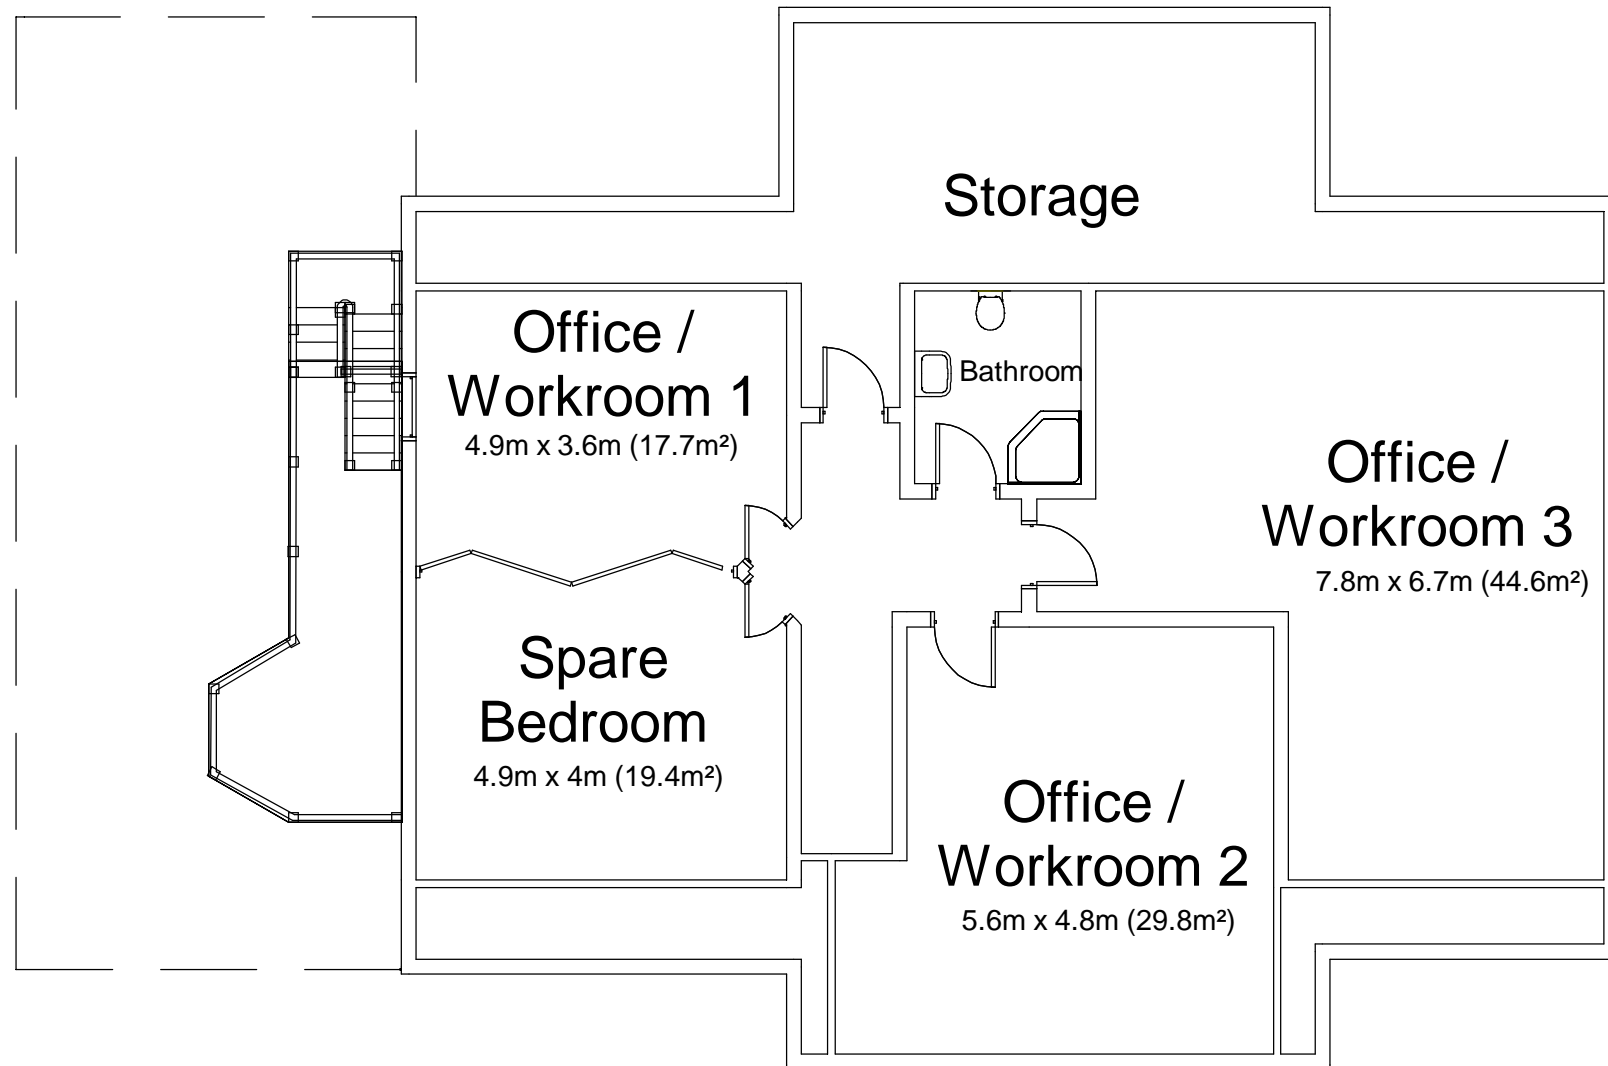 Storage
Office /
Workroom 1
4.9m x 3.6m (17.7m²)
Bathroom
Office /
Workroom 3
7.8m x 6.7m (44.6m²)
Spare
Bedroom
4.9m x 4m (19.4m²)
Office /
Workroom 2
5.6m x 4.8m (29.8m²)